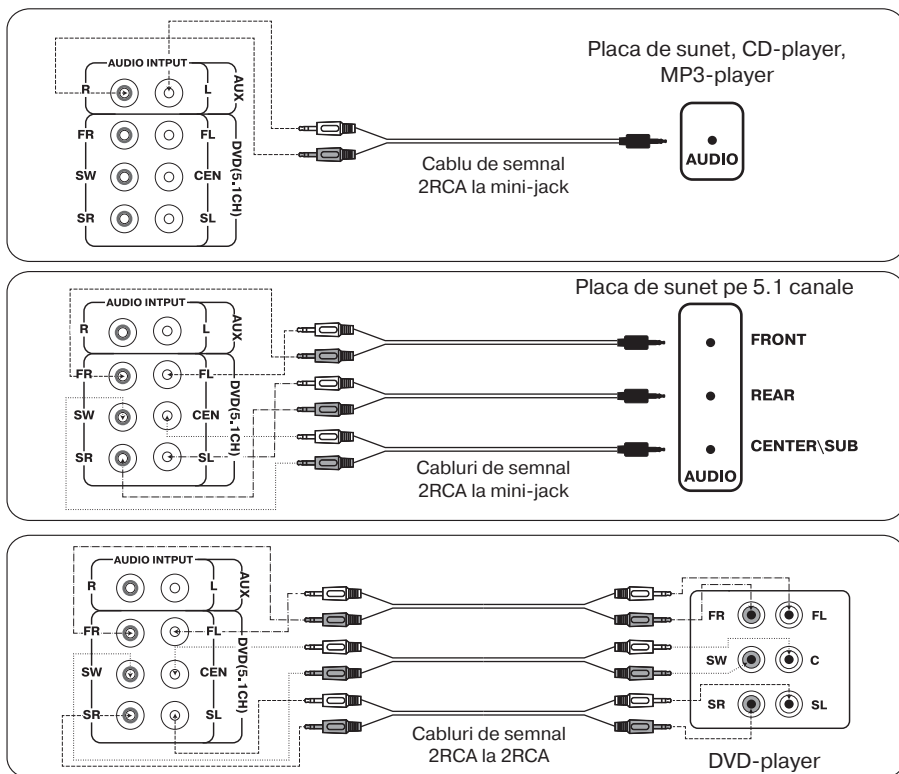 Placa de sunet, CD-player,
MP3-player
AUDIO INTPUT
R L AUX
FR FL
SW CEN DVD(5.1CH)
SR SL
AUDIO
Cablu de semnal
2RCA la mini-jack
Placa de sunet pe 5.1 canale
AUDIO INTPUT
R L AUX
FR FL
SW CEN DVD(5.1CH)
SR SL
FRONT
REAR
CENTER\SUB
AUDIO
Cabluri de semnal
2RCA la mini-jack
AUDIO INTPUT
R L AUX
FR FL
SW CEN DVD(5.1CH)
SR SL
FR FL
SW C
SR SL
Cabluri de semnal
2RCA la 2RCA
DVD-player